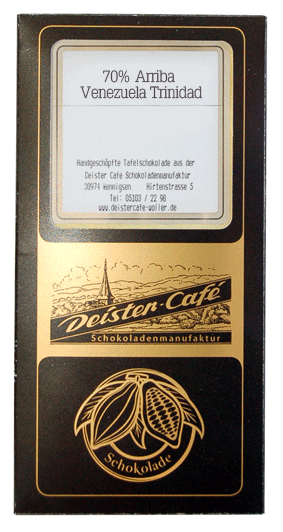 70% Arriba
Venezuela Trinidad
Handgeschöpfte Tafelschokolade aus der
Deister Cafe Schokoladenmanufaktur
30974 Wennigsen Hirtenstrasse 5
Tel: 05103 / 22 98
www.deistercafe-woller.de
Deister-Café
Schokoladenmanufaktur
Schokolade